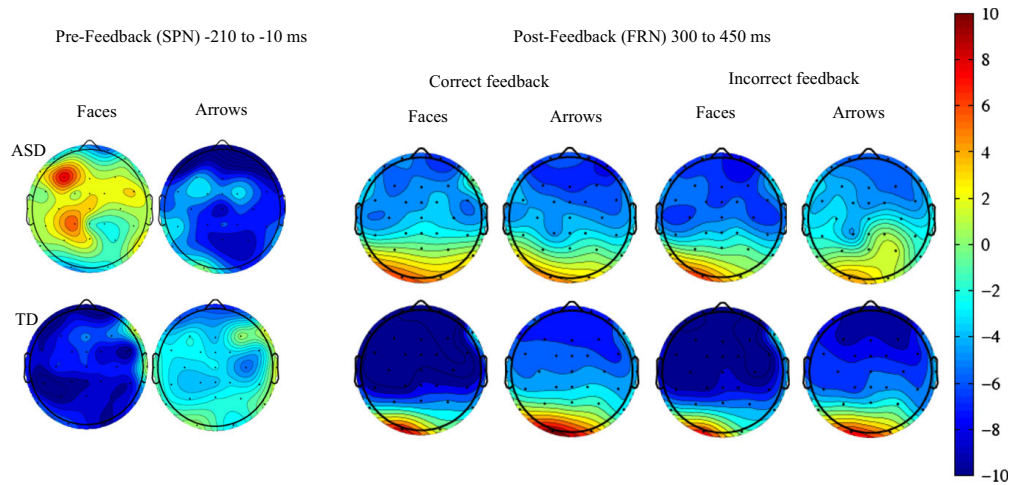 Pre-Feedback (SPN) -210 to -10 ms
Post-Feedback (FRN) 300 to 450 ms
Correct feedback
Incorrect feedback
Faces
Arrows
Faces
Arrows
Faces
Arrows
ASD
TD
10
8
6
4
2
0
−2
−4
−6
−8
−10